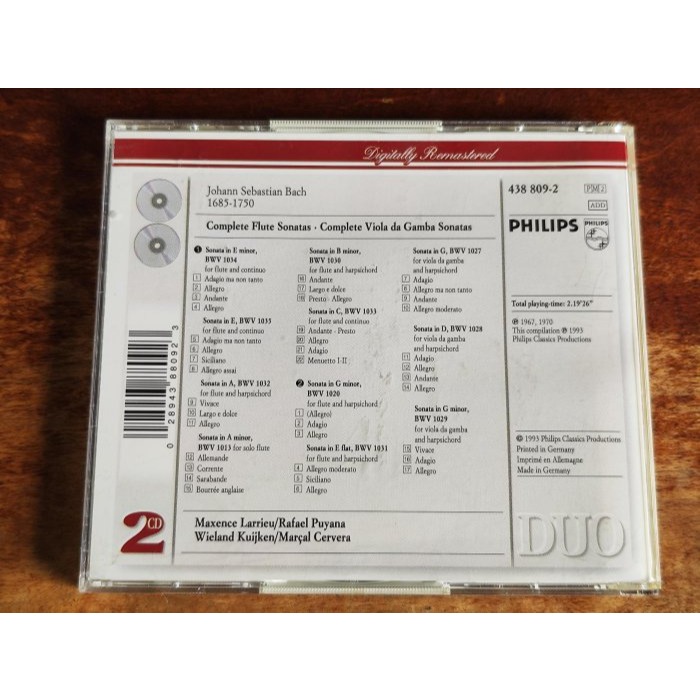 Digitally Remastered
Johann Sebastian Bach
1685-1750
438 809-2
PM 2
ADD
PHILIPS
PHILIPS
Complete Flute Sonatas · Complete Viola da Gamba Sonatas
1 Sonata in E minor,
BWV 1034
for flute and continuo
1 Adagio ma non tanto
2 Allegro
3 Andante
4 Allegro
Sonata in E, BWV 1035
for flute and continuo
5 Adagio ma non tanto
6 Allegro
7 Siciliano
8 Allegro assai
Sonata in A, BWV 1032
for flute and harpsichord
9 Vivace
10 Largo e dolce
11 Allegro
Sonata in A minor,
BWV 1013 for solo flute
12 Allemande
13 Corrente
14 Sarabande
15 Bourrée anglaise
Sonata in B minor,
BWV 1030
for flute and harpsichord
16 Andante
17 Largo e dolce
18 Presto - Allegro
Sonata in C, BWV 1033
for flute and continuo
19 Andante - Presto
20 Allegro
21 Adagio
22 Menuetto I-II
2 Sonata in G minor,
BWV 1020
for flute and harpsichord
1 (Allegro)
2 Adagio
3 Allegro
Sonata in E flat, BWV 1031
for flute and harpsichord
4 Allegro moderato
5 Siciliano
6 Allegro
Sonata in G, BWV 1027
for viola da gamba
and harpsichord
7 Adagio
8 Allegro ma non tanto
9 Andante
10 Allegro moderato
Sonata in D, BWV 1028
for viola da gamba
and harpsichord
11 Adagio
12 Allegro
13 Andante
14 Allegro
Sonata in G minor,
BWV 1029
for viola da gamba
and harpsichord
15 Vivace
16 Adagio
17 Allegro
Total playing-time: 2.19'26"
℗ 1967, 1970
This compilation ℗ 1993
Philips Classics Productions
© 1993 Philips Classics Productions
Printed in Germany
Imprimé en Allemagne
Made in Germany
0 28943 88092 3
2 CD
Maxence Larrieu/Rafael Puyana
Wieland Kuijken/Marçal Cervera
DUO